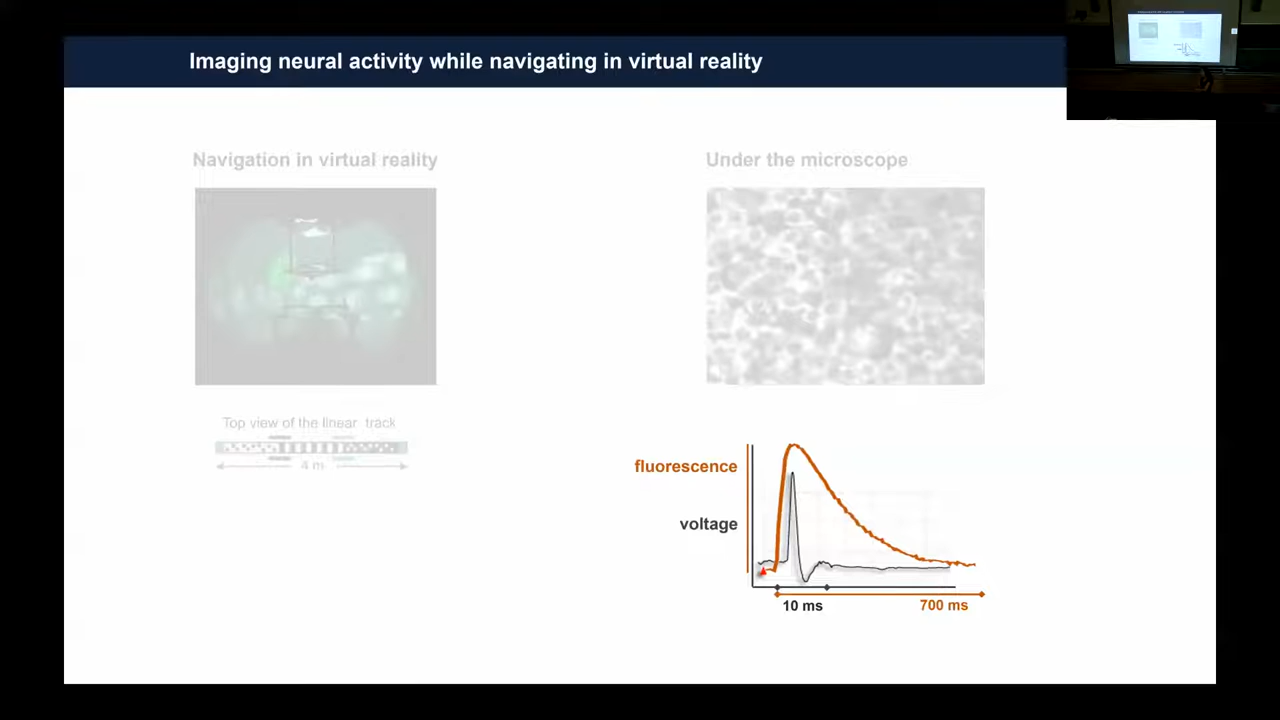 Imaging neural activity while navigating in virtual reality
Navigation in virtual reality
Under the microscope
Top view of the linear track
4 m
fluorescence
voltage
10 ms
700 ms